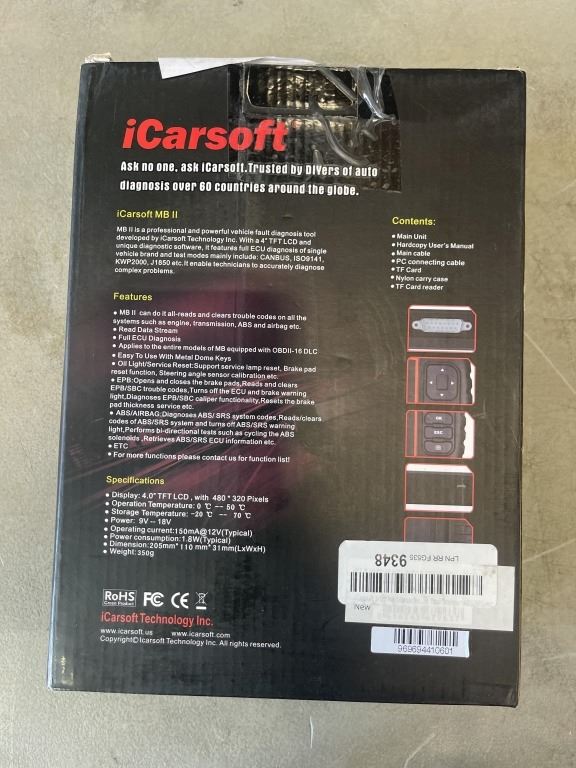 iCarsoft
Ask no one, ask iCarsoft.Trusted by DIYers of auto
diagnosis over 60 countries around the globe.
iCarsoft MB II
MB II is a professional and powerful vehicle fault diagnosis tool
developed by iCarsoft Technology Inc. With a 4" TFT LCD and
unique diagnostic software, it features full ECU diagnosis of single
vehicle brand and test modes mainly include: CANBUS, ISO9141,
KWP2000, J1850 etc.It enable technicians to accurately diagnose
complex problems.
Contents:
• Main Unit
• Hardcopy User's Manual
• Main cable
• PC connecting cable
• TF Card
• Nylon carry case
• TF Card reader
Features
• MB II can do it all-reads and clears trouble codes on all the
systems such as engine, transmission, ABS and airbag etc.
• Read Data Stream
• Full ECU Diagnosis
• Applies to the entire models of MB equipped with OBDII-16 DLC
• Easy To Use With Metal Dome Keys
• Oil Light/Service Reset:Support service lamp reset, Brake pad
reset function, Steering angle sensor calibration etc.
• EPB:Opens and closes the brake pads,Reads and clears
EPB/SBC trouble codes,Turns off the ECU and brake warning
light,Diagnoses EPB/SBC caliper functionality,Resets the brake
pad thickness service etc.
• ABS/AIRBAG:Diagnoses ABS/ SRS system codes,Reads/clears
codes of ABS/SRS system and turns off ABS/SRS warning
light,Performs bi-directional tests such as cycling the ABS
solenoids ,Retrieves ABS/SRS ECU information etc.
• ETC
• For more functions please contact us for function list!
OK
ESC
Specifications
• Display: 4.0" TFT LCD , with 480 * 320 Pixels
• Operation Temperature: 0 ℃ –– 50 ℃
• Storage Temperature: -20 ℃ –– 70 ℃
• Power: 9V -- 18V
• Operating current:150mA@12V(Typical)
• Power consumption:1.8W(Typical)
• Dimension: 205mm* 110 mm* 31mm(LxWxH)
• Weight: 350g
LPN RR FG535
9348
New
RoHS
Green Product
FC CE
iCarsoft Technology Inc.
www.icarsoft.us www.icarsoft.com
Copyright©Icarsoft Technology Inc. All rights reserved.
969694410601